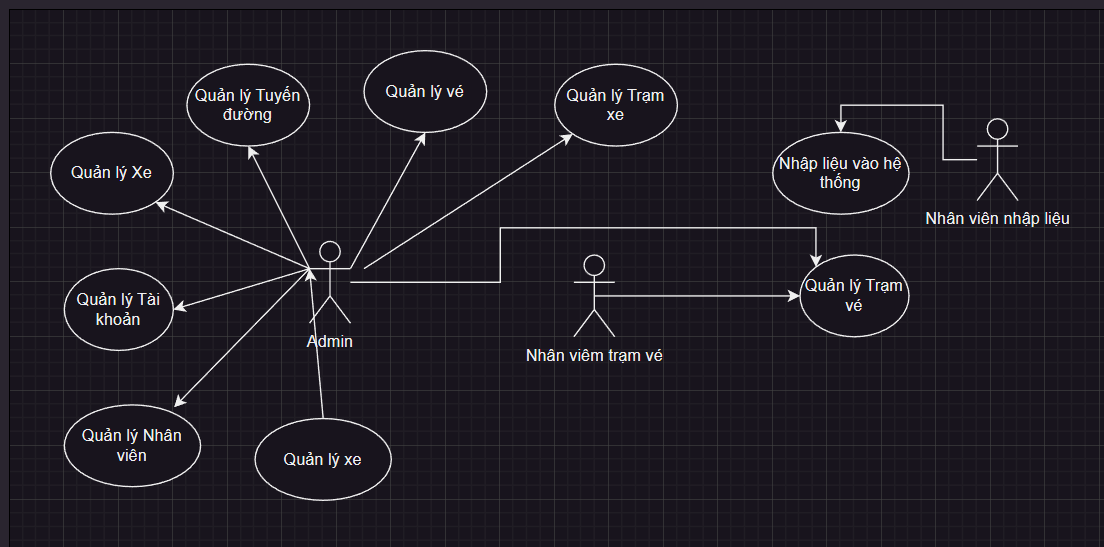 Quản lý Tuyến
đường
Quản lý vé
Quản lý Trạm
xe
Quản lý Xe
Nhập liệu vào hệ
thống
Nhân viên nhập liệu
Quản lý Tài
khoản
Admin
Nhân viêm trạm vé
Quản lý Trạm
vé
Quản lý Nhân
viên
Quản lý xe